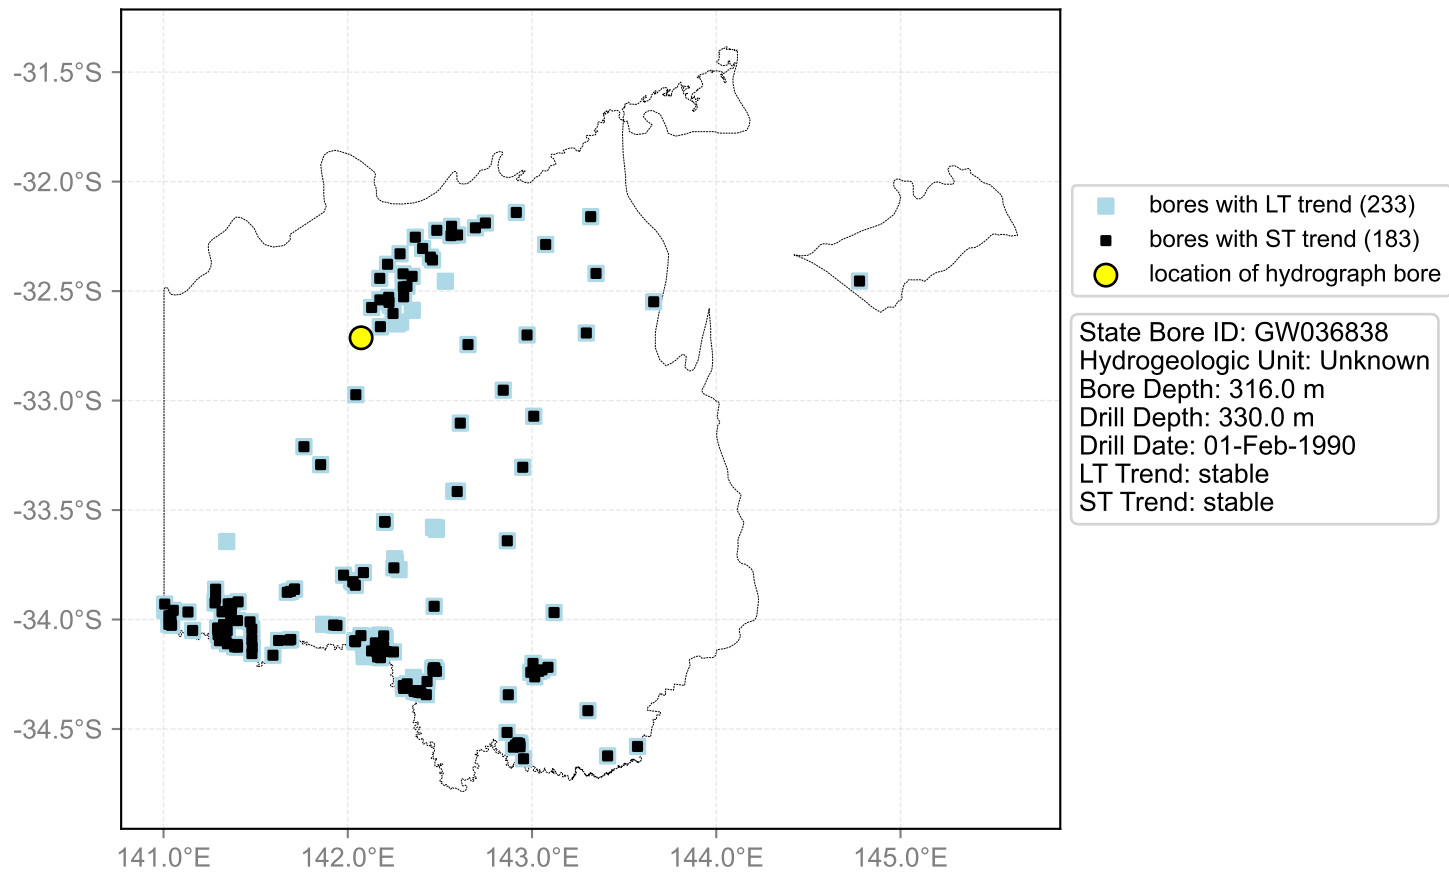 -31.5°S
-32.0°S
-32.5°S
-33.0°S
-33.5°S
-34.0°S
-34.5°S
141.0°E 142.0°E 143.0°E 144.0°E 145.0°E
bores with LT trend (233)
bores with ST trend (183)
location of hydrograph bore
State Bore ID: GW036838
Hydrogeologic Unit: Unknown
Bore Depth: 316.0 m
Drill Depth: 330.0 m
Drill Date: 01-Feb-1990
LT Trend: stable
ST Trend: stable